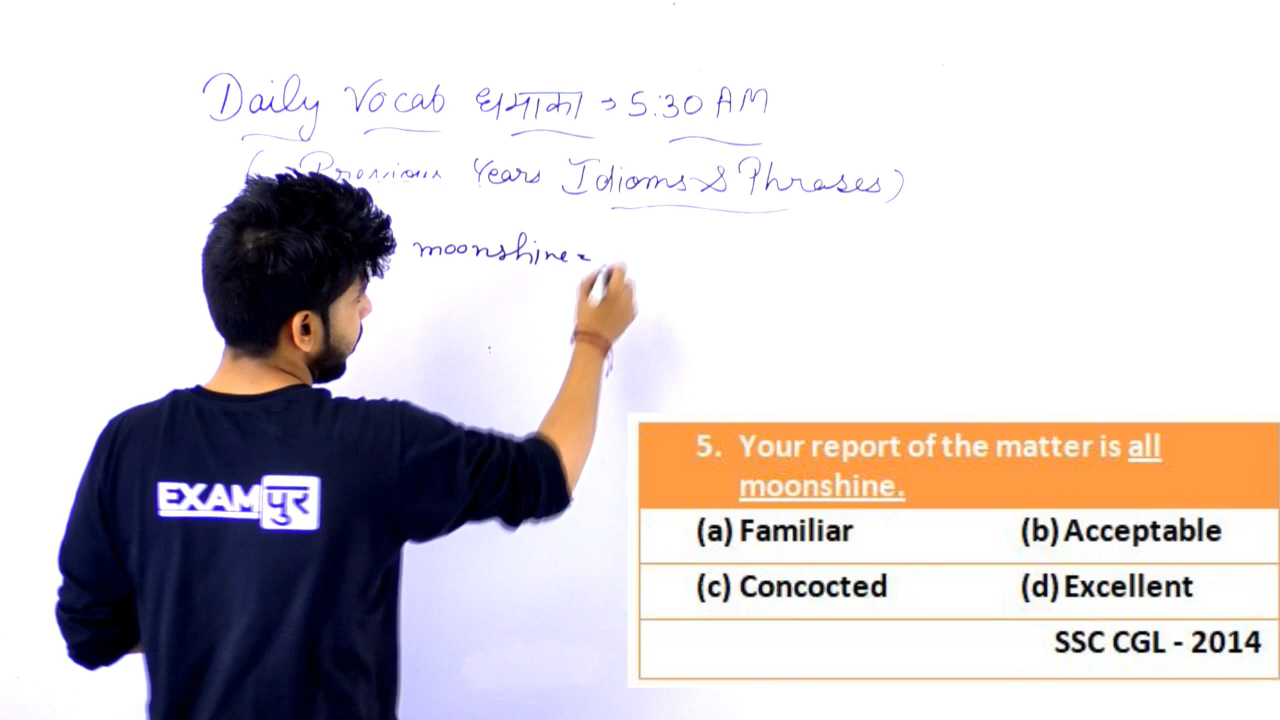 Daily Vocab धमाका → 5:30 AM
Previous Years Idioms & Phrases)
moonshine =
EXAMपुर
5. Your report of the matter is all
moonshine.
(a) Familiar (b) Acceptable
(c) Concocted (d) Excellent
SSC CGL - 2014